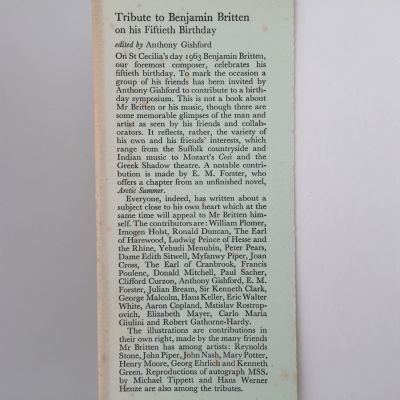 Tribute to Benjamin Britten
on his Fiftieth Birthday
edited by Anthony Gishford
On St Cecilia's day 1963 Benjamin Britten,
our foremost composer, celebrates his
fiftieth birthday. To mark the occasion a
group of his friends has been invited by
Anthony Gishford to contribute to a birth-
day symposium. This is not a book about
Mr Britten or his music, though there are
some memorable glimpses of the man and
artist as seen by his friends and collab-
orators. It reflects, rather, the variety of
his own and his friends' interests, which
range from the Suffolk countryside and
Indian music to Mozart's Cosi and the
Greek Shadow theatre. A notable contri-
bution is made by E. M. Forster, who
offers a chapter from an unfinished novel,
Arctic Summer.
Everyone, indeed, has written about a
subject close to his own heart which at the
same time will appeal to Mr Britten him-
self. The contributors are: William Plomer,
Imogen Holst, Ronald Duncan, The Earl
of Harewood, Ludwig Prince of Hesse and
the Rhine, Yehudi Menuhin, Peter Pears,
Dame Edith Sitwell, Myfanwy Piper, Joan
Cross, The Earl of Cranbrook, Francis
Poulenc, Donald Mitchell, Paul Sacher,
Clifford Curzon, Anthony Gishford, E. M.
Forster, Julian Bream, Sir Kenneth Clark,
George Malcolm, Hans Keller, Eric Walter
White, Aaron Copland, Mstislav Rostrop-
ovich, Elizabeth Mayer, Carlo Maria
Giulini and Robert Gathorne-Hardy.
The illustrations are contributions in
their own right, made by the many friends
Mr Britten has among artists: Reynolds
Stone, John Piper, John Nash, Mary Potter,
Henry Moore, Georg Ehrlich and Kenneth
Green. Reproductions of autograph MSS.
by Michael Tippett and Hans Werner
Henze are also among the tributes.